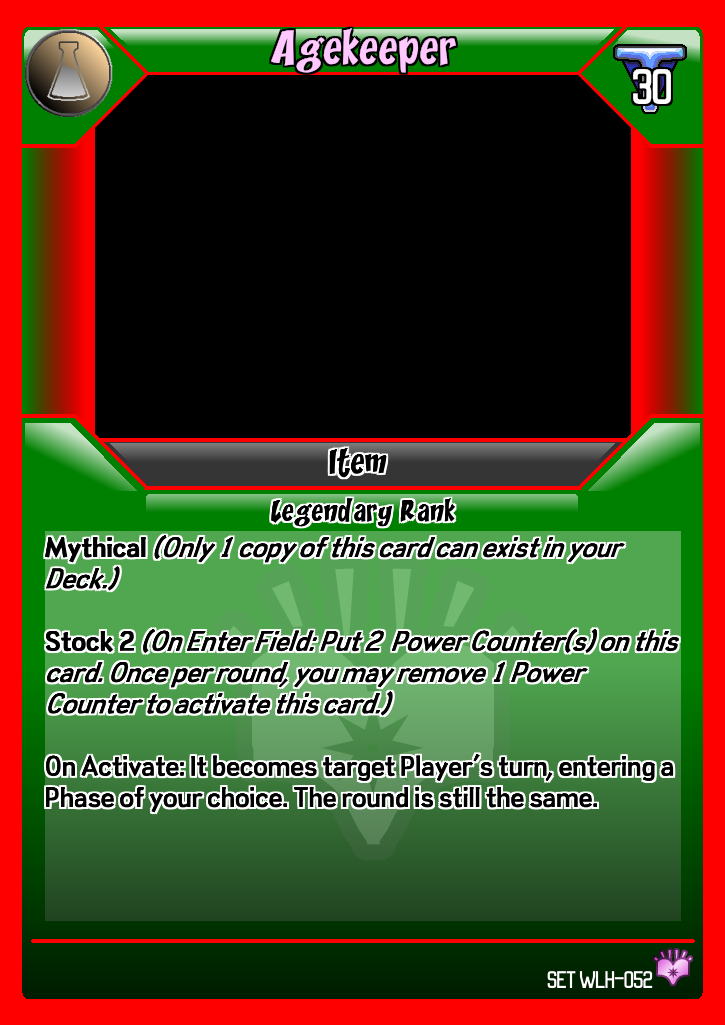 Agekeeper
30
Item
Legendary Rank
Mythical (Only 1 copy of this card can exist in your
Deck.)
Stock 2 (On Enter Field: Put 2 Power Counter(s) on this
card. Once per round, you may remove 1 Power
Counter to activate this card.)
On Activate: It becomes target Player's turn, entering a
Phase of your choice. The round is still the same.
SET WLH-052